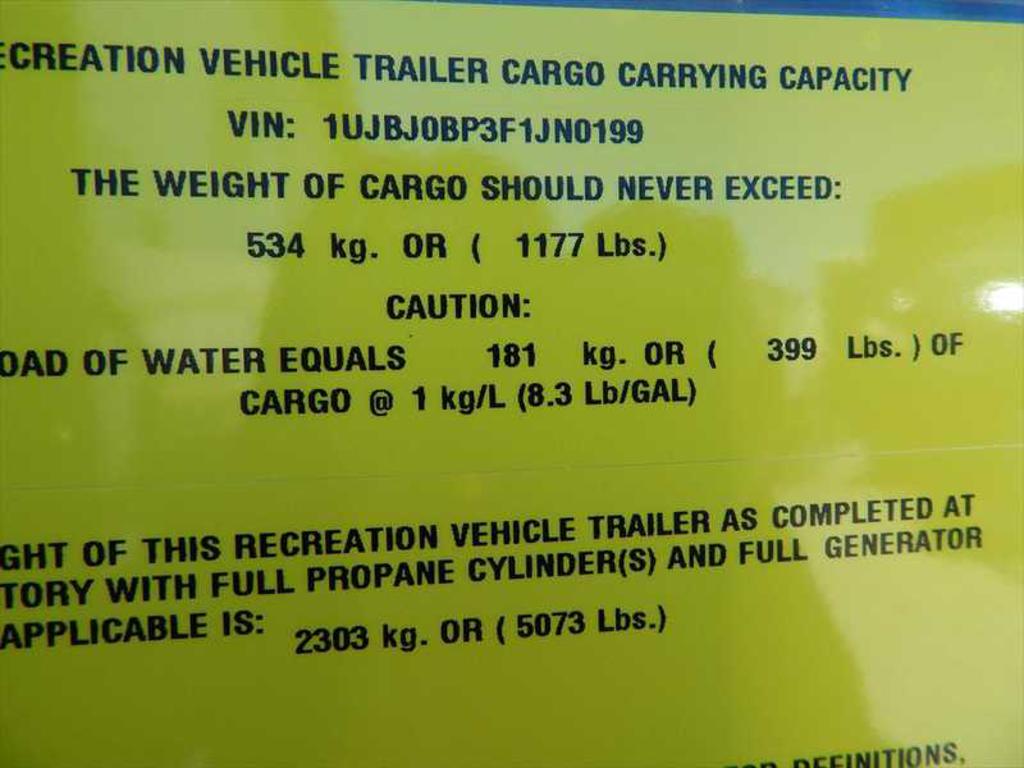 ECREATION VEHICLE TRAILER CARGO CARRYING CAPACITY
VIN: 1UJBJ0BP3F1JN0199
THE WEIGHT OF CARGO SHOULD NEVER EXCEED:
534 kg. OR ( 1177 Lbs.)
CAUTION:
OAD OF WATER EQUALS 181 kg. OR ( 399 Lbs. ) OF
CARGO @ 1 kg/L (8.3 Lb/GAL)
GHT OF THIS RECREATION VEHICLE TRAILER AS COMPLETED AT
TORY WITH FULL PROPANE CYLINDER(S) AND FULL GENERATOR
APPLICABLE IS: 2303 kg. OR ( 5073 Lbs.)
DEFINITIONS,